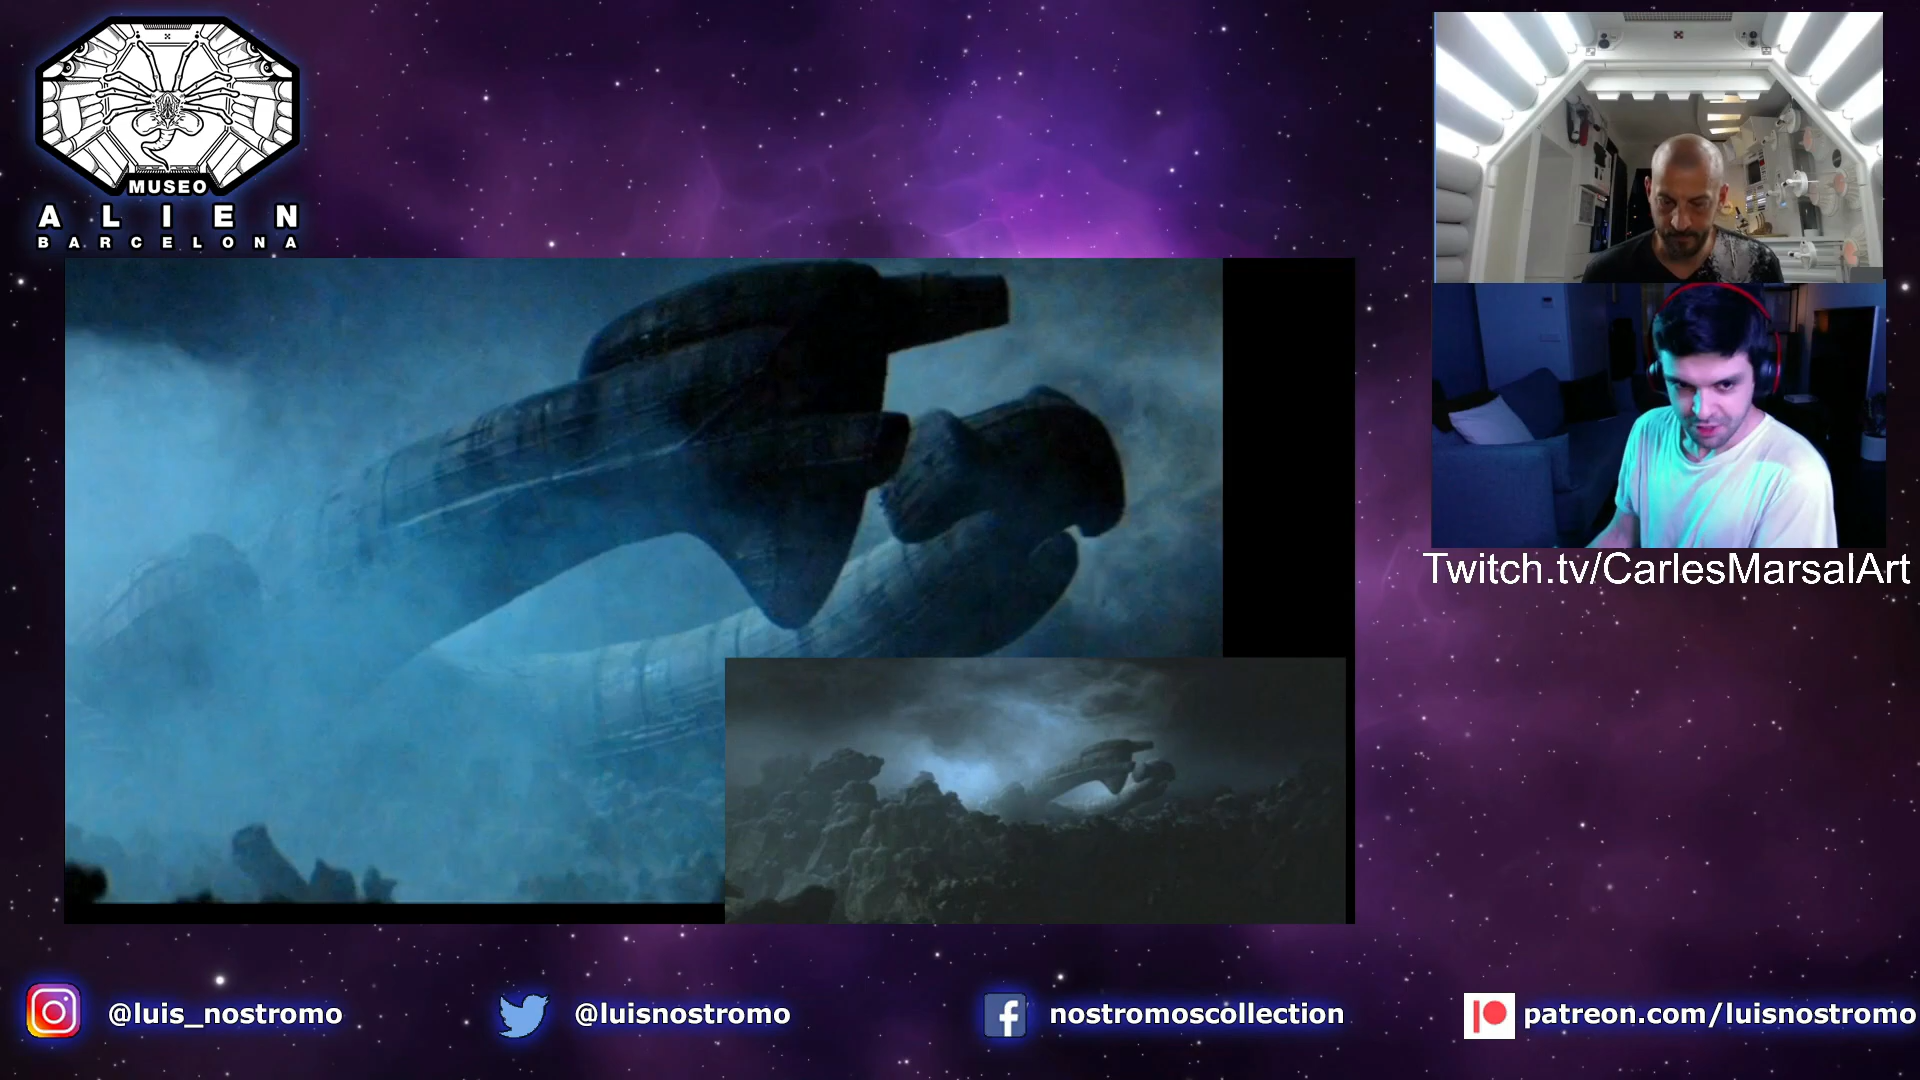 MUSEO
ALIEN
BARCELONA
Twitch.tv/CarlesMarsalArt
@luis_nostromo
@luisnostromo
nostromoscollection
patreon.com/luisnostromo